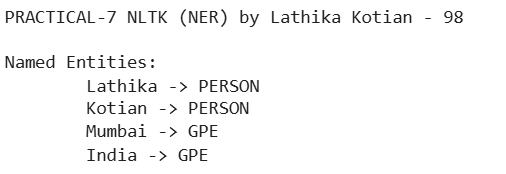 PRACTICAL-7 NLTK (NER) by Lathika Kotian - 98
Named Entities:
Lathika -> PERSON
Kotian -> PERSON
Mumbai -> GPE
India -> GPE